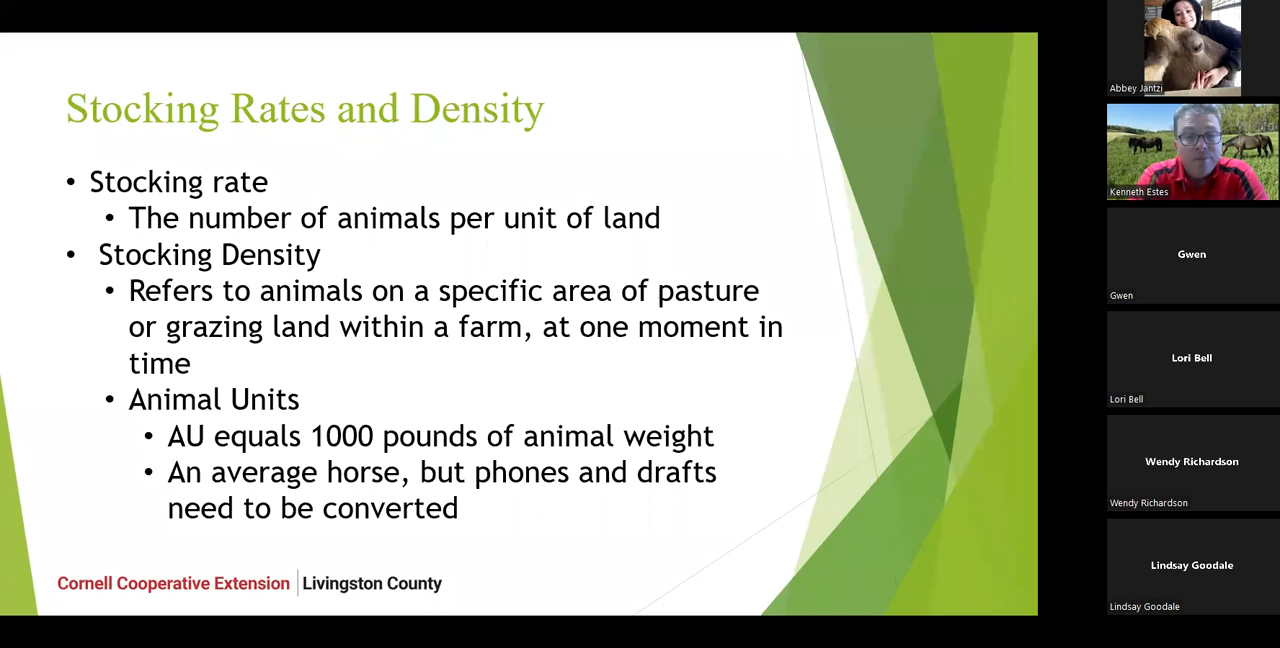 Stocking Rates and Density
• Stocking rate
• The number of animals per unit of land
• Stocking Density
• Refers to animals on a specific area of pasture
or grazing land within a farm, at one moment in
time
• Animal Units
• AU equals 1000 pounds of animal weight
• An average horse, but phones and drafts
need to be converted
Cornell Cooperative Extension | Livingston County
Abbey Jantzi
Kenneth Estes
Gwen
Gwen
Lori Bell
Lori Bell
Wendy Richardson
Wendy Richardson
Lindsay Goodale
Lindsay Goodale